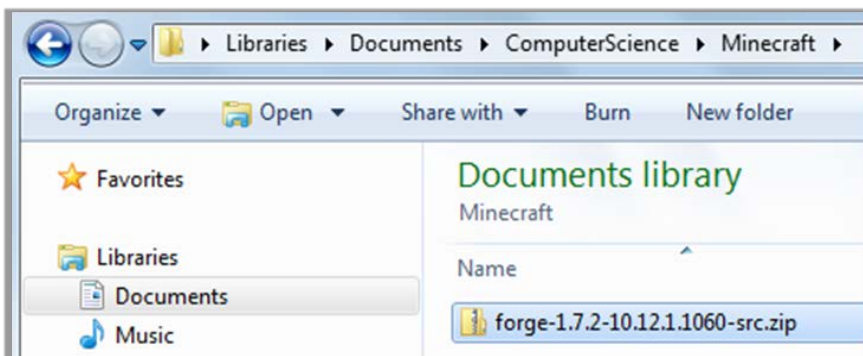 Libraries Documents ComputerScience Minecraft
Organize Open Share with Burn New folder
Favorites
Libraries
Documents
Music
Documents library
Minecraft
Name
forge-1.7.2-10.12.1.1060-src.zip